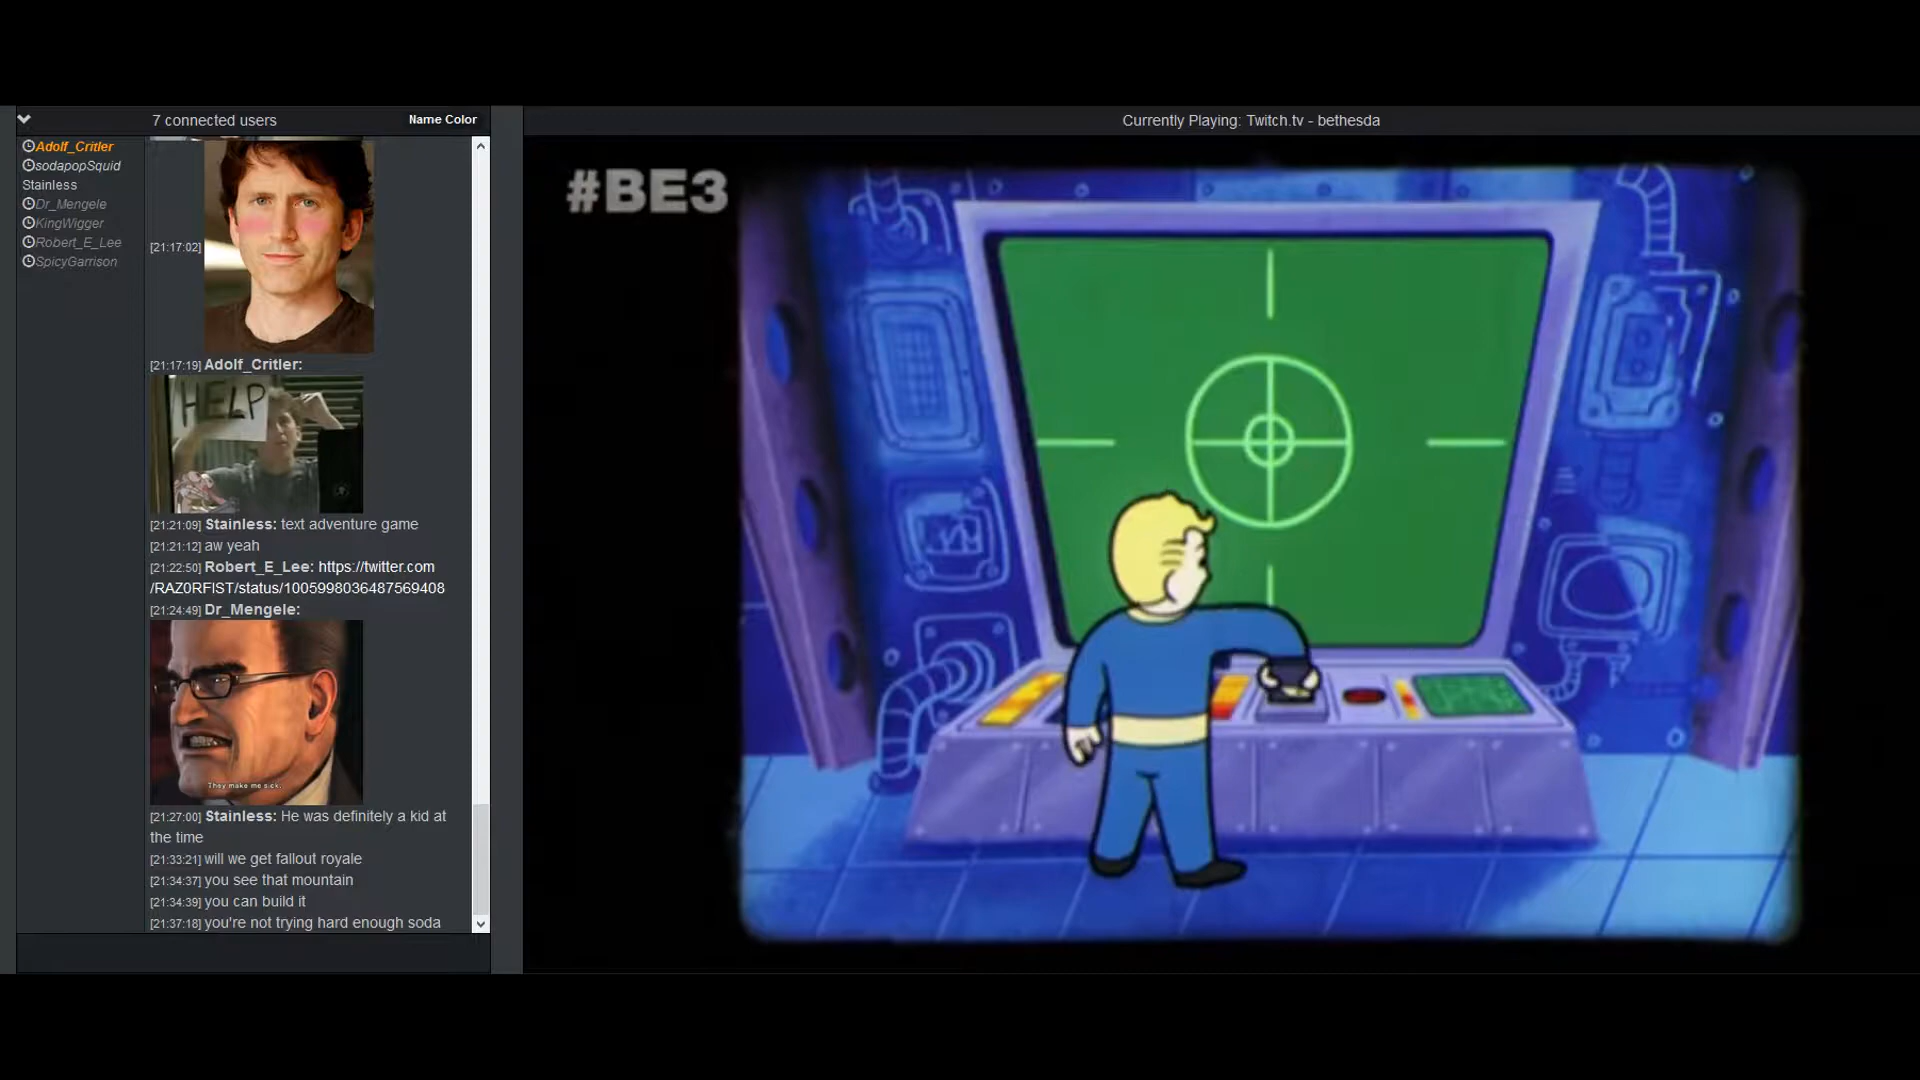 7 connected users
Name Color
Currently Playing: Twitch.tv - bethesda
Adolf_Critler
sodapopSquid
Stainless
Dr_Mengele
KingWigger
Robert_E_Lee
SpicyGarrison
[21:17:02]
[21:17:19] Adolf_Critler:
HELP
[21:21:09] Stainless: text adventure game
[21:21:12] aw yeah
[21:22:50] Robert_E_Lee: https://twitter.com
/RAZ0RFIST/status/1005998036487569408
[21:24:49] Dr_Mengele:
They make me sick.
[21:27:00] Stainless: He was definitely a kid at
the time
[21:33:21] will we get fallout royale
[21:34:37] you see that mountain
[21:34:39] you can build it
[21:37:18] you're not trying hard enough soda
#BE3